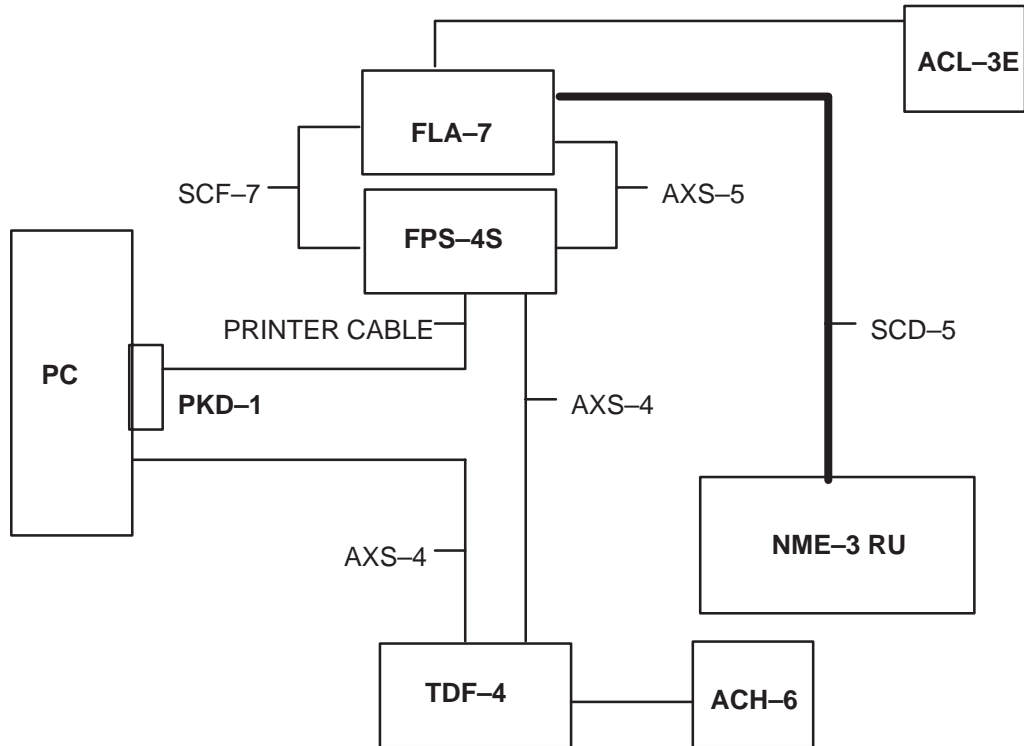 ACL–3E
FLA–7
SCF–7
AXS–5
FPS–4S
PRINTER CABLE
SCD–5
PC
PKD–1
AXS–4
NME–3 RU
AXS–4
TDF–4
ACH–6